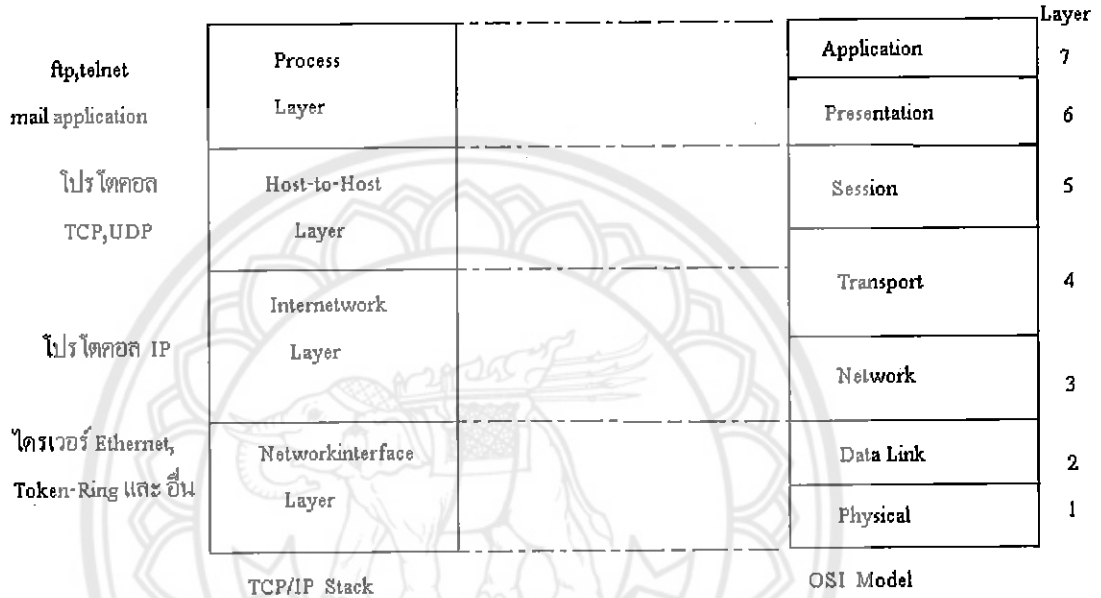 Layer
ftp,telnet
mail application
โปรโตคอล
TCP,UDP
โปรโตคอล IP
ไดรเวอร์ Ethernet,
Token-Ring และ อื่น
Process
Layer
Host-to-Host
Layer
Internetwork
Layer
Networkinterface
Layer
TCP/IP Stack
Application 7
Presentation 6
Session 5
Transport 4
Network 3
Data Link 2
Physical 1
OSI Model